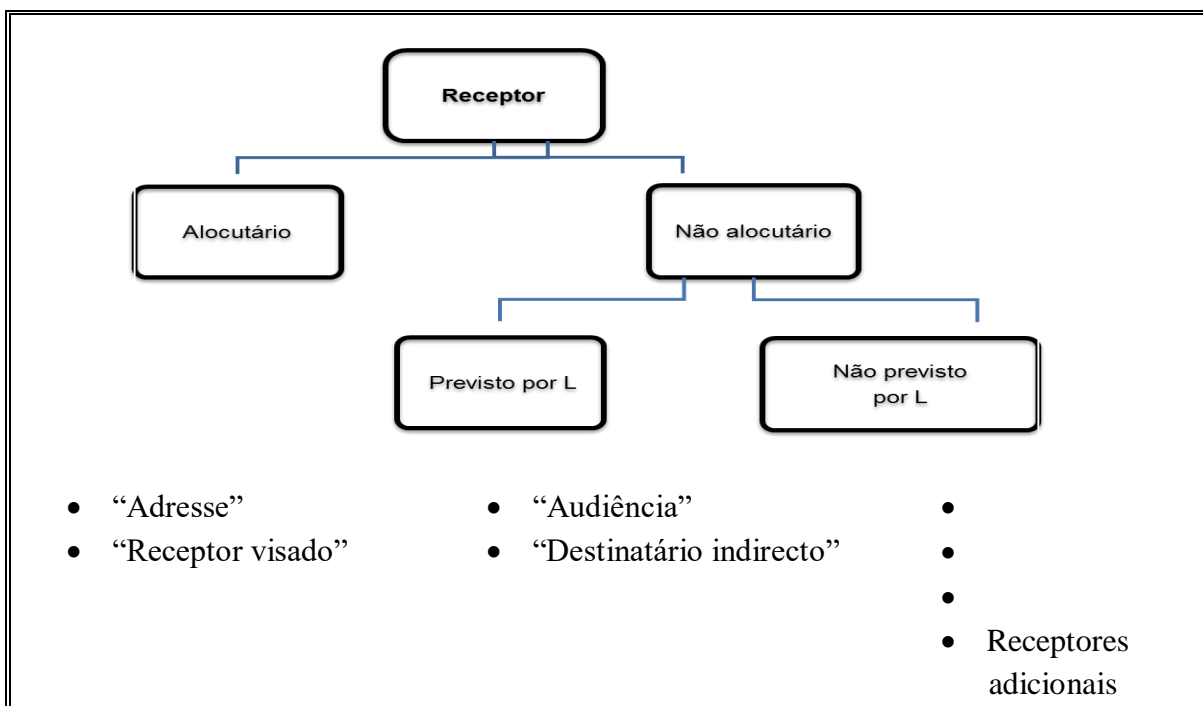 Receptor
Alocutário
Não alocutário
Previsto por L
Não previsto
por L
• “Adresse”
• “Receptor visado”
• “Audiência”
• “Destinatário indirecto”
•
•
•
• Receptores
adicionais